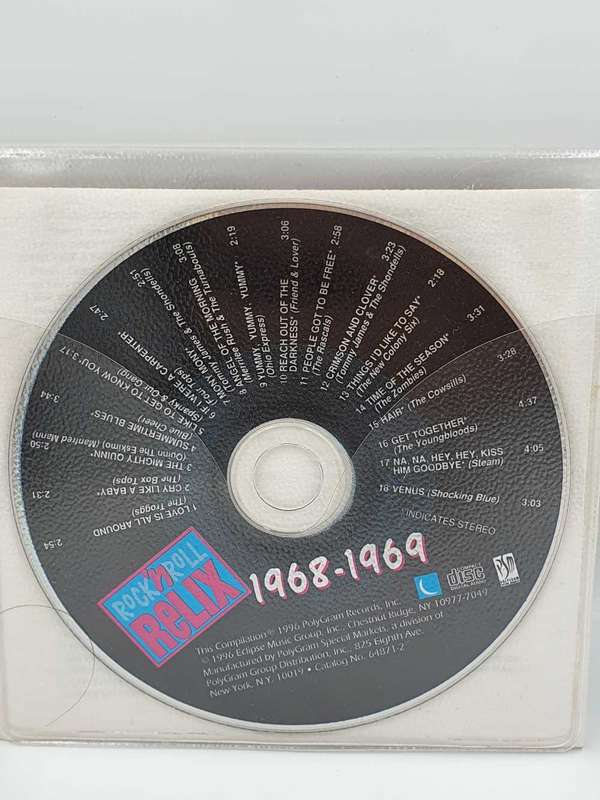 1 LOVE IS ALL AROUND
(The Troggs) 2:54
2 CRY LIKE A BABY*
(The Box Tops) 2:31
3 THE MIGHTY QUINN*
(Quinn The Eskimo) (Manfred Mann) 2:50
4 SUMMERTIME BLUES*
(Blue Cheer) 3:44
5 LIKE TO GET TO KNOW YOU 3:17
(Spanky & Our Gang)
6 IF I WERE A CARPENTER*
(Four Tops) 2:47
7 MONY MONY
(Tommy James & The Shondells) 2:51
8 ANGEL O' THE MORNING
(Merrilee Rush & The Turnabouts) 3:08
9 YUMMY, YUMMY, YUMMY*
(Ohio Express) 2:19
10 REACH OUT OF THE
DARKNESS* (Friend & Lover) 3:06
11 PEOPLE GOT TO BE FREE*
(The Rascals) 2:58
12 CRIMSON AND CLOVER*
(Tommy James & The Shondells) 3:23
13 THINGS I'D LIKE TO SAY*
(The New Colony Six) 2:18
14 TIME OF THE SEASON*
(The Zombies) 3:31
15 HAIR* (The Cowsills) 3:28
16 GET TOGETHER*
(The Youngbloods) 4:37
17 NA, NA, HEY, HEY, KISS
HIM GOODBYE* (Steam) 4:05
18 VENUS (Shocking Blue) 3:03
*INDICATES STEREO
ROCK 'n ROLL
ReLiX
1968-1969
COMPACT
disc
DIGITAL AUDIO
PSM
This Compilation ℗ 1996 PolyGram Records, Inc.
© 1996 Eclipse Music Group, Inc., Chestnut Ridge, NY 10977-7049
Manufactured by PolyGram Special Markets, a division of
PolyGram Group Distribution, Inc., 825 Eighth Ave.
New York, N.Y. 10019 • Catalog No. 64871-2